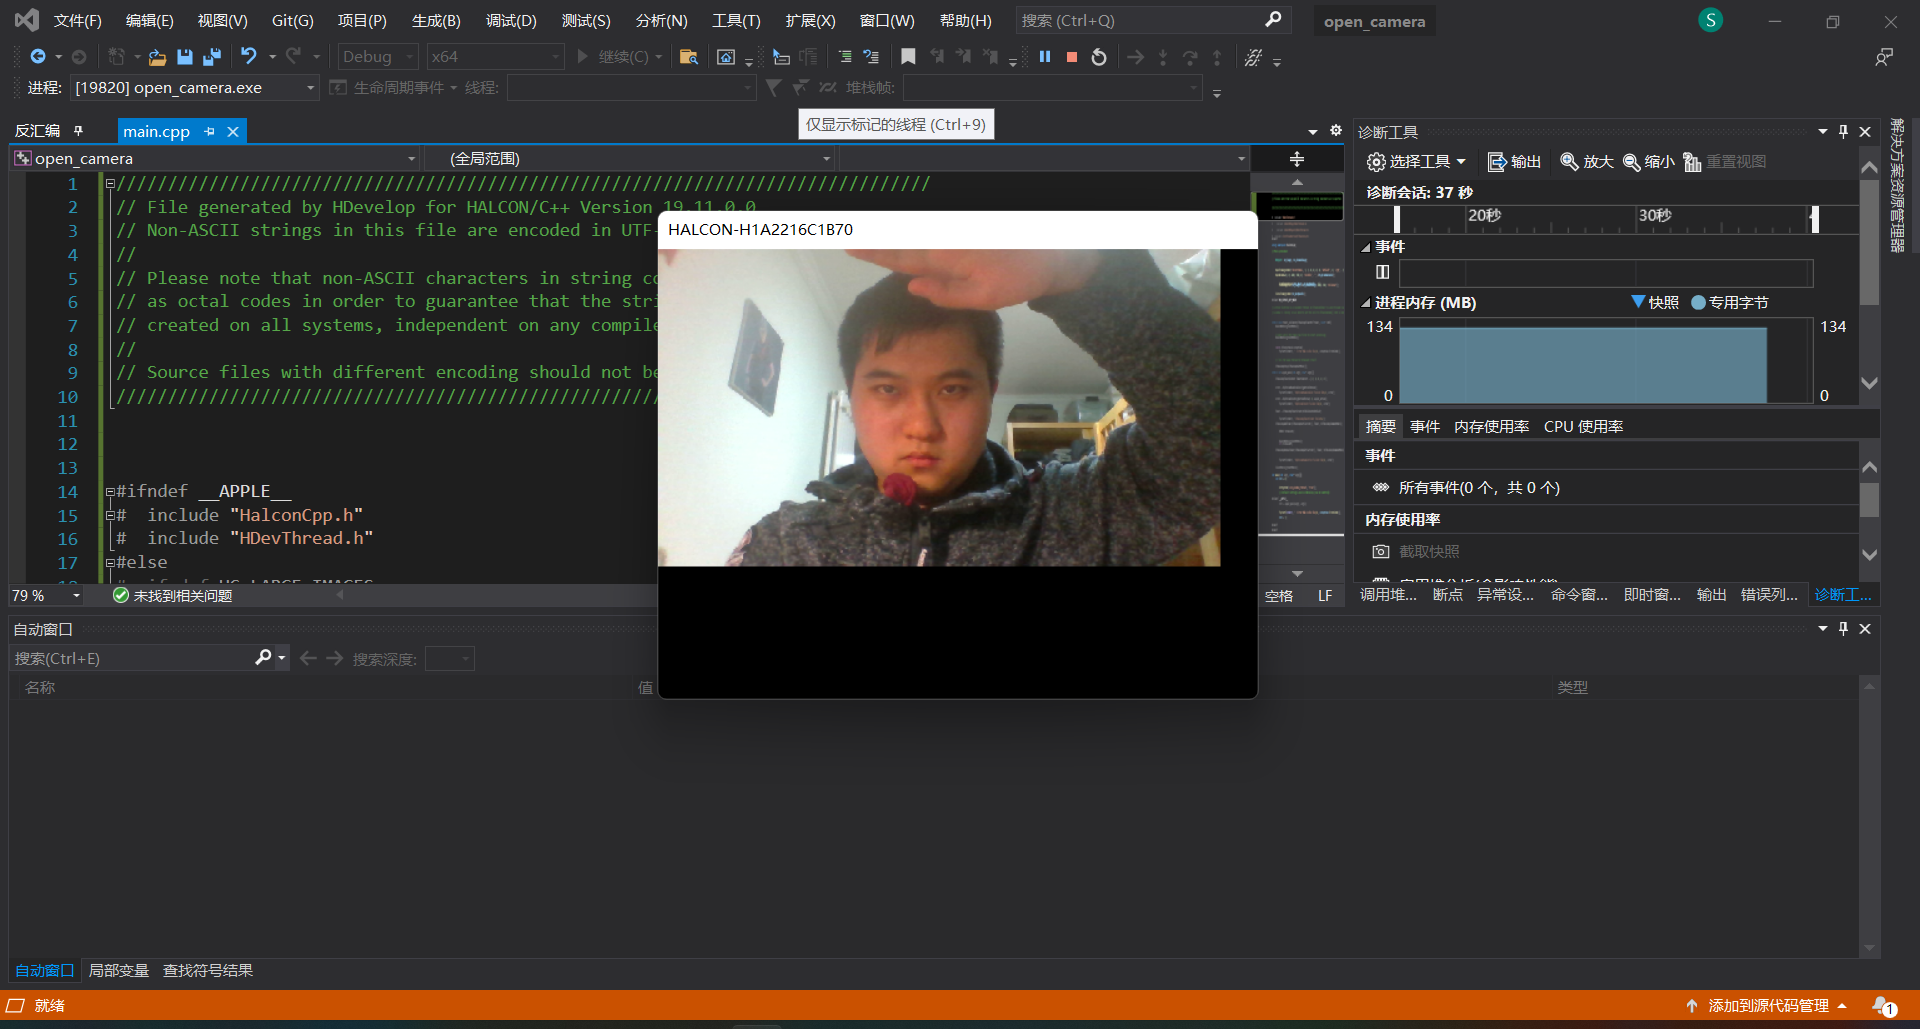 文件(F) 编辑(E) 视图(V) Git(G) 项目(P) 生成(B) 调试(D) 测试(S) 分析(N) 工具(T) 扩展(X) 窗口(W) 帮助(H) 搜索 (Ctrl+Q) open_camera S
Debug x64 继续(C)
进程: [19820] open_camera.exe 生命周期事件 线程: 堆栈帧:
仅显示标记的线程 (Ctrl+9)
反汇编 main.cpp
open_camera (全局范围)
1 ////////////////////////////////////////////////////////////////////////////////
2 // File generated by HDevelop for HALCON/C++ Version 19.11.0.0
3 // Non-ASCII strings in this file are encoded in UTF-
4 //
5 // Please note that non-ASCII characters in string co
6 // as octal codes in order to guarantee that the stri
7 // created on all systems, independent on any compile
8 //
9 // Source files with different encoding should not be
10 /////////////////////////////////////////////////////
11
12
13
14 #ifndef __APPLE__
15 # include "HalconCpp.h"
16 # include "HDevThread.h"
17 #else
79 % 未找到相关问题 空格 LF
HALCON-H1A2216C1B70
诊断工具
选择工具 输出 放大 缩小 重置视图
诊断会话: 37 秒
20秒 30秒
事件
进程内存 (MB) 快照 专用字节
134 134
0 0
摘要 事件 内存使用率 CPU 使用率
事件
所有事件(0 个，共 0 个)
内存使用率
截取快照
调用堆... 断点 异常设... 命令窗... 即时窗... 输出 错误列... 诊断工...
解决方案资源管理器
自动窗口
搜索(Ctrl+E) 搜索深度:
名称 值 类型
自动窗口 局部变量 查找符号结果
就绪 添加到源代码管理 1